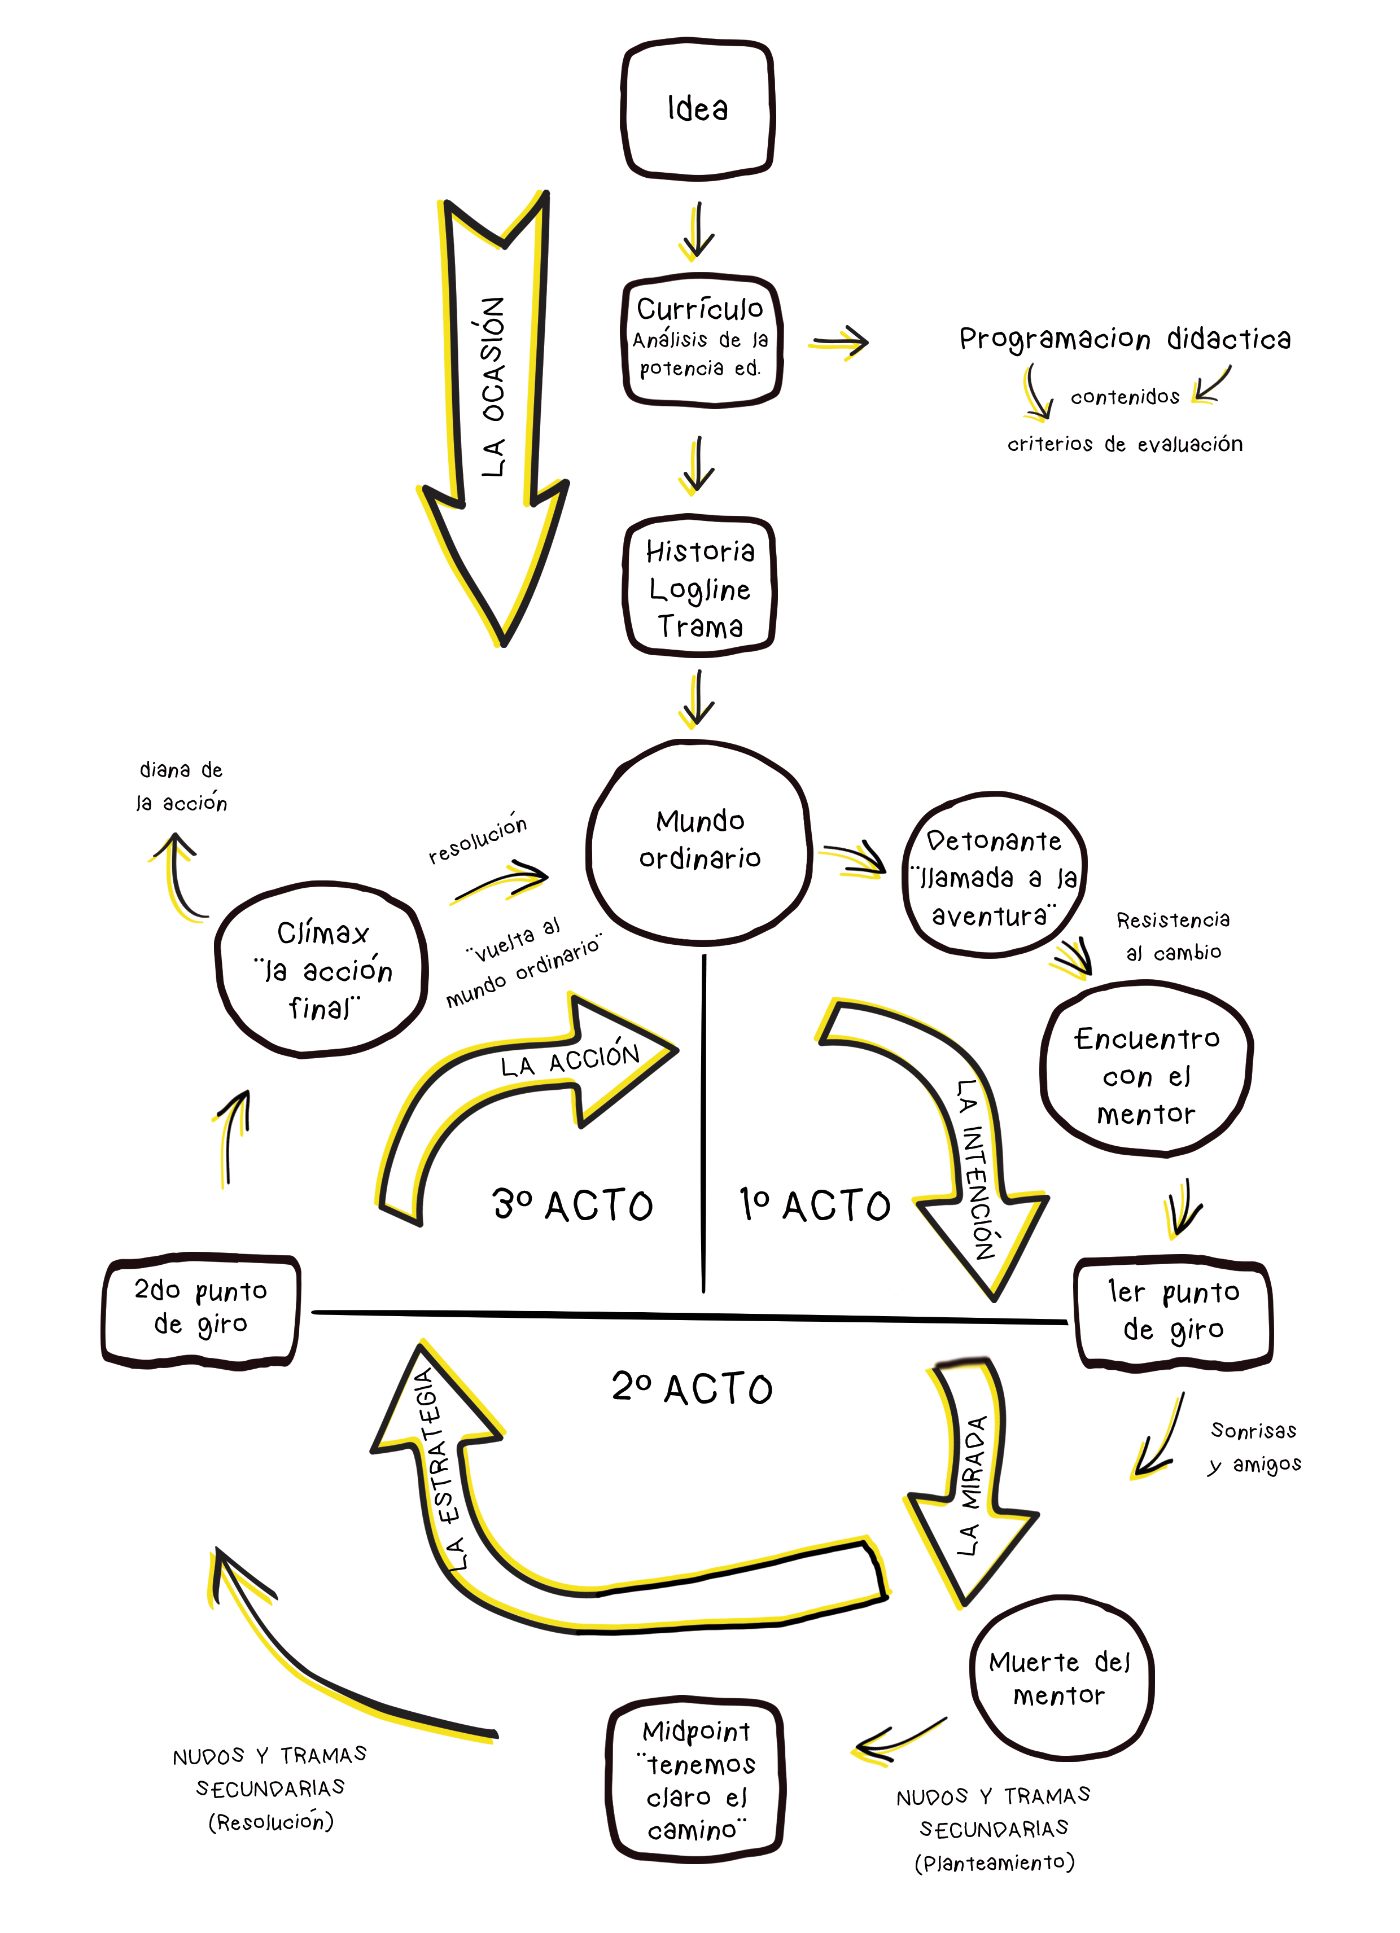 Idea
LA OCASIÓN
Currículo
Análisis de la
potencia ed.
Programacion didactica
contenidos
criterios de evaluación
Historia
Logline
Trama
Mundo
ordinario
Detonante
¨llamada a la
aventura¨
Resistencia
al cambio
Encuentro
con el
mentor
LA INTENCIÓN
1º ACTO
1er punto
de giro
Sonrisas
y amigos
LA MIRADA
2º ACTO
Muerte del
mentor
NUDOS Y TRAMAS
SECUNDARIAS
(Planteamiento)
Midpoint
¨tenemos
claro el
camino¨
LA ESTRATEGIA
NUDOS Y TRAMAS
SECUNDARIAS
(Resolución)
2do punto
de giro
3º ACTO
LA ACCIÓN
Clímax
¨la acción
final¨
diana de
la acción
resolución
¨vuelta al
mundo ordinario¨